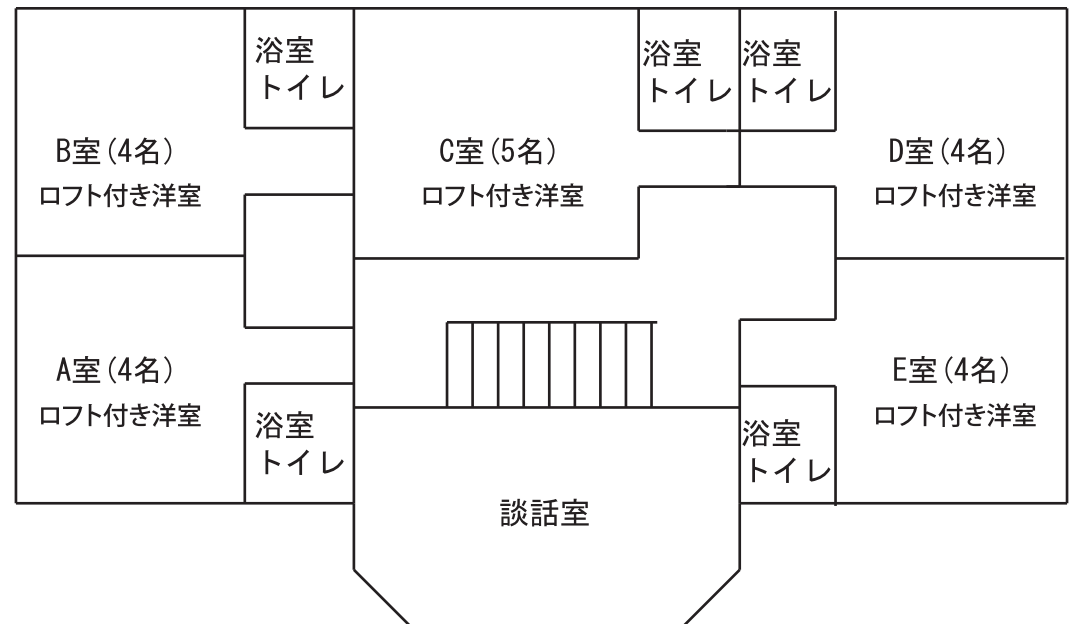 浴室
トイレ
浴室
トイレ
浴室
トイレ
B室(4名)
ロフト付き洋室
C室(5名)
ロフト付き洋室
D室(4名)
ロフト付き洋室
A室(4名)
ロフト付き洋室
E室(4名)
ロフト付き洋室
浴室
トイレ
浴室
トイレ
談話室